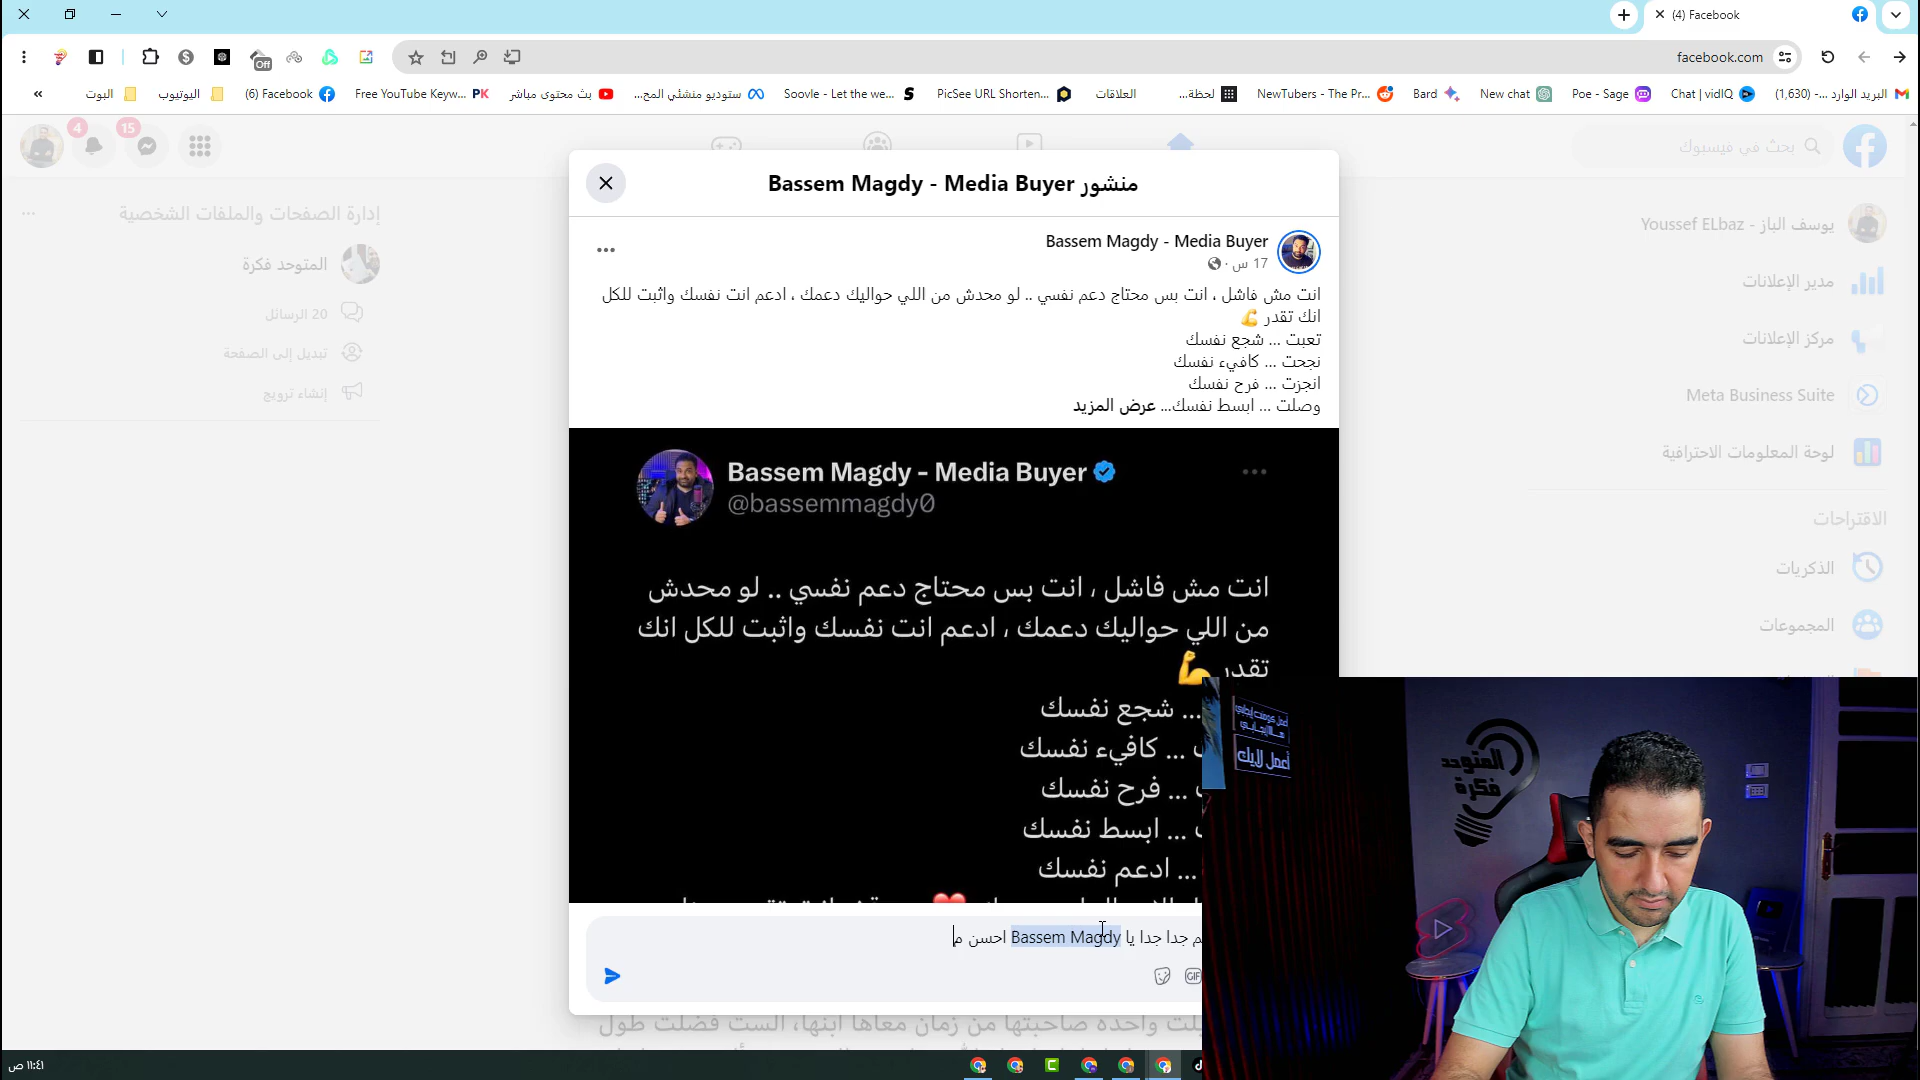 (4) Facebook
facebook.com
Off
(1,630) -... البريد الوارد
Chat | vidIQ
Poe - Sage
New chat
Bard
NewTubers - The Pr...
لحظة...
العلاقات
PicSee URL Shorten...
Soovle - Let the we...
ستوديو منشئي المح...
بث محتوى مباشر
Free YouTube Keyw...
PK
(6) Facebook
اليوتيوب
البوت
بحث في فيسبوك
15
4
يوسف الباز - Youssef ELbaz
مدير الإعلانات
مركز الإعلانات
Meta Business Suite
لوحة المعلومات الاحترافية
الاقتراحات
الذكريات
المجموعات
منشور Bassem Magdy - Media Buyer
Bassem Magdy - Media Buyer
17 س
انت مش فاشل ، انت بس محتاج دعم نفسي .. لو محدش من اللي حواليك دعمك ، ادعم انت نفسك واثبت للكل
انك تقدر 💪
تعبت ... شجع نفسك
نجحت ... كافيء نفسك
انجزت ... فرح نفسك
وصلت ... ابسط نفسك... عرض المزيد
Bassem Magdy - Media Buyer
@bassemmagdy0
انت مش فاشل ، انت بس محتاج دعم نفسي .. لو محدش
من اللي حواليك دعمك ، ادعم انت نفسك واثبت للكل انك
تقدر 💪
... شجع نفسك
... كافيء نفسك
... فرح نفسك
... ابسط نفسك
... ادعم نفسك
جدا جدا يا Bassem Magdy احسن م
GIF
إدارة الصفحات والملفات الشخصية
المتوحد فكرة
20 الرسائل
تبديل إلى الصفحة
إنشاء ترويج
واحده صاحبتها من زمان معاها ابنها، الست فضلت طول
المتوحد
فكرة
أعمل لايك
١١:٤١ ص